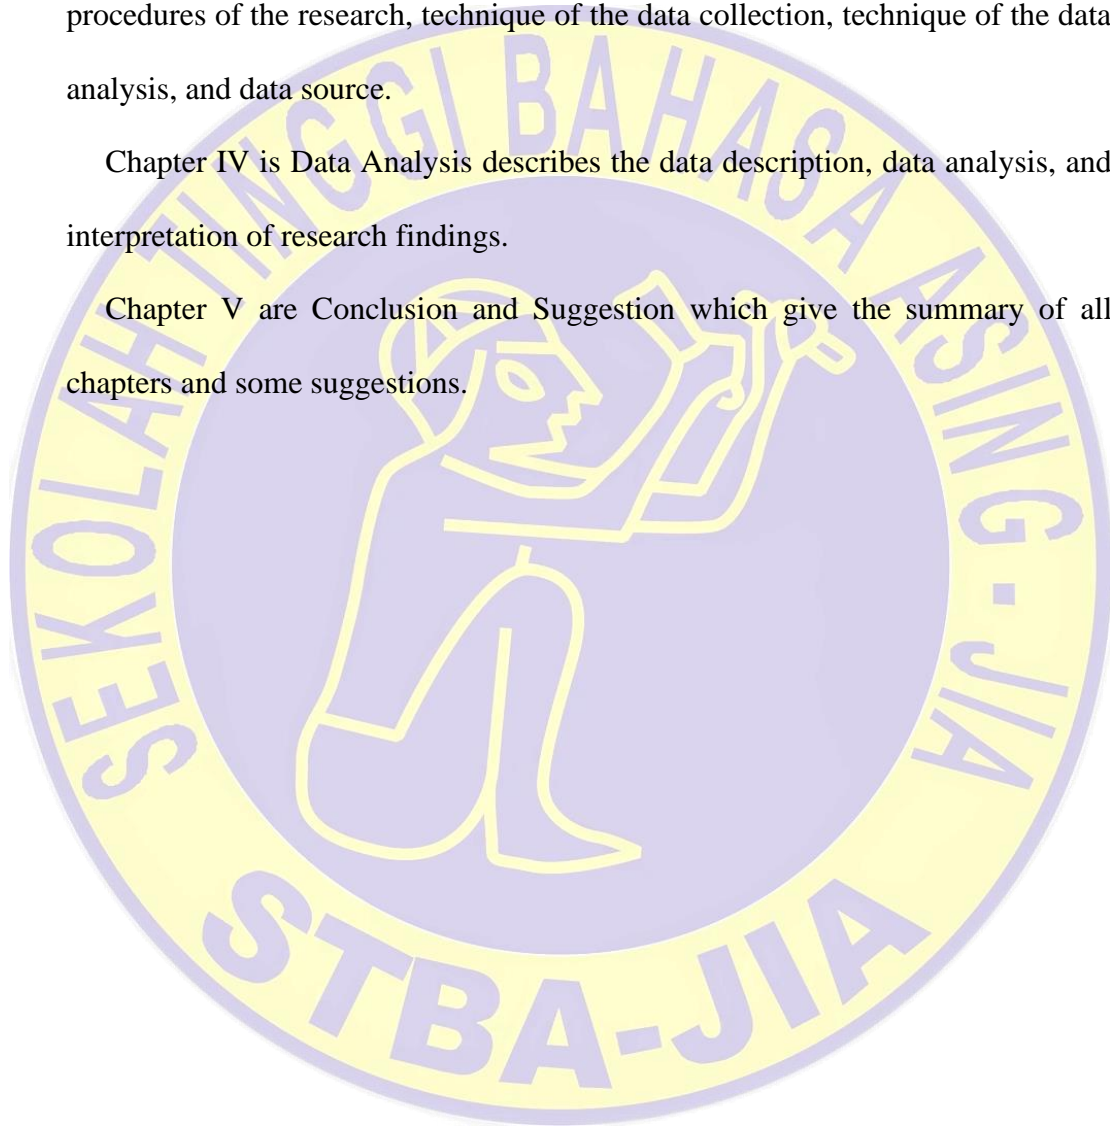 procedures of the research, technique of the data collection, technique of the data
analysis, and data source.
Chapter IV is Data Analysis describes the data description, data analysis, and
interpretation of research findings.
Chapter V are Conclusion and Suggestion which give the summary of all
chapters and some suggestions.
SEKOLAH TINGGI BAHASA ASING - JIA
STBA-JIA